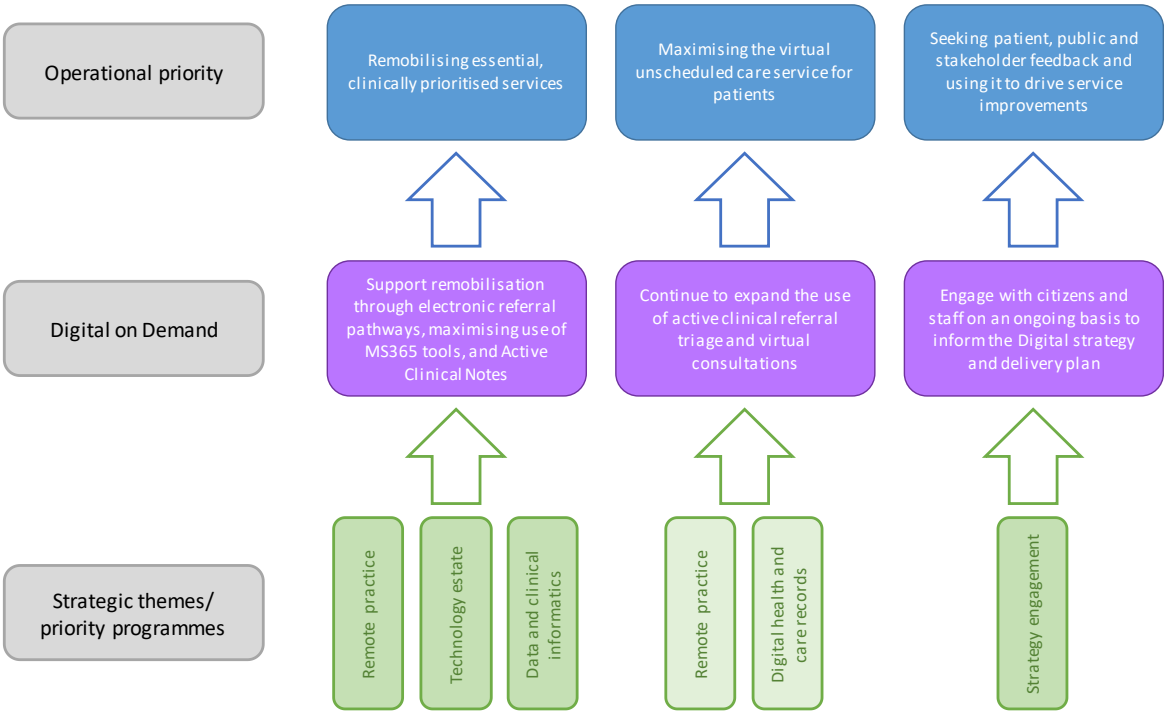 Operational priority
Remobilising essential,
clinically prioritised services
Maximising the virtual
unscheduled care service for
patients
Seeking patient, public and
stakeholder feedback and
using it to drive service
improvements
Digital on Demand
Support remobilisation
through electronic referral
pathways, maximising use of
MS365 tools, and Active
Clinical Notes
Continue to expand the use
of active clinical referral
triage and virtual
consultations
Engage with citizens and
staff on an ongoing basis to
inform the Digital strategy
and delivery plan
Strategic themes/
priority programmes
Remote practice
Technology estate
Data and clinical
informatics
Remote practice
Digital health and
care records
Strategy engagement